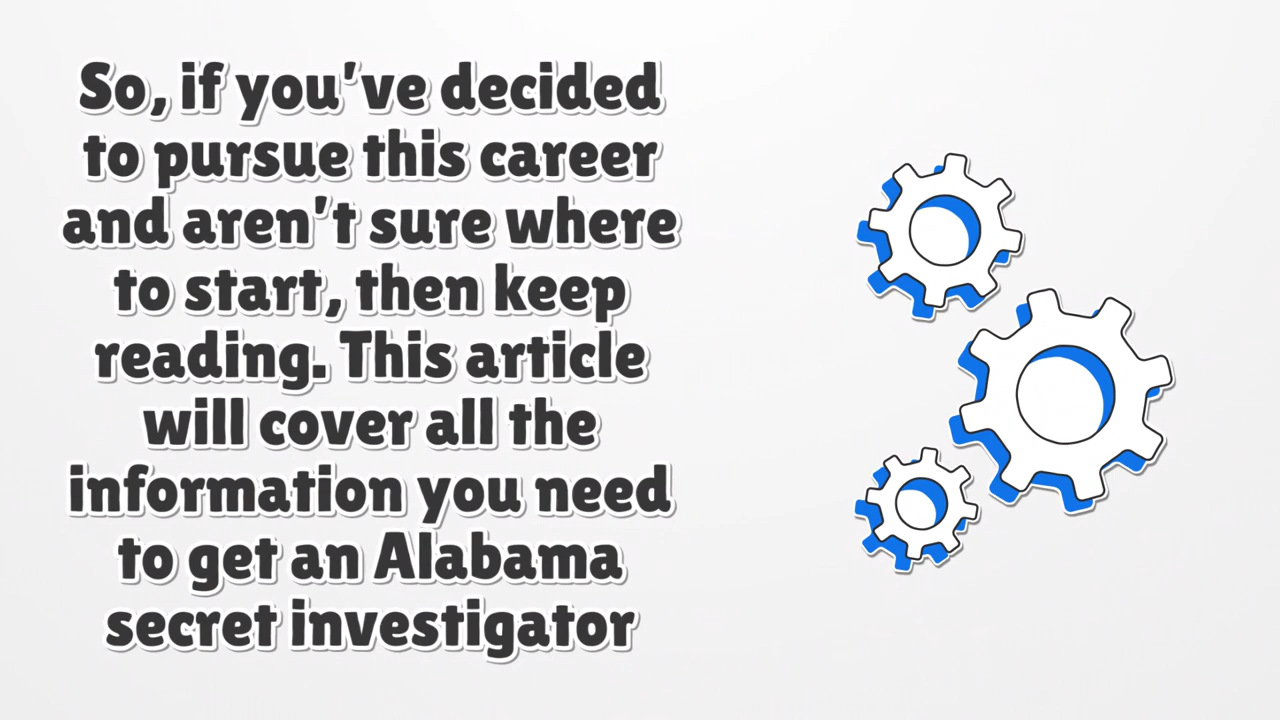 So, if you've decided
to pursue this career
and aren't sure where
to start, then keep
reading. This article
will cover all the
information you need
to get an Alabama
secret investigator